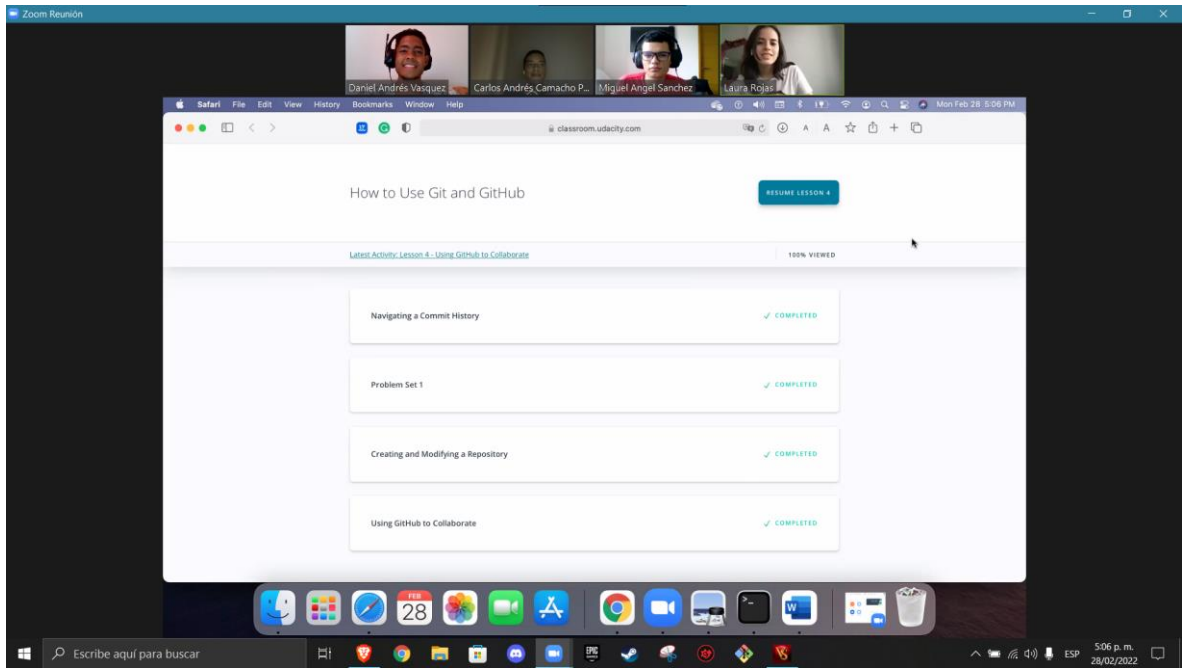 Zoom Reunión
Daniel Andrés Vasquez
Carlos Andrés Camacho P...
Miguel Angel Sanchez
Laura Rojas
Safari File Edit View History Bookmarks Window Help
Mon Feb 28 5:06 PM
classroom.udacity.com
A A
How to Use Git and GitHub
RESUME LESSON 4
Latest Activity: Lesson 4 - Using GitHub to Collaborate
100% VIEWED
Navigating a Commit History
COMPLETED
Problem Set 1
COMPLETED
Creating and Modifying a Repository
COMPLETED
Using GitHub to Collaborate
COMPLETED
FEB
28
W
Escribe aquí para buscar
EPIC
ESP
5:06 p. m.
28/02/2022